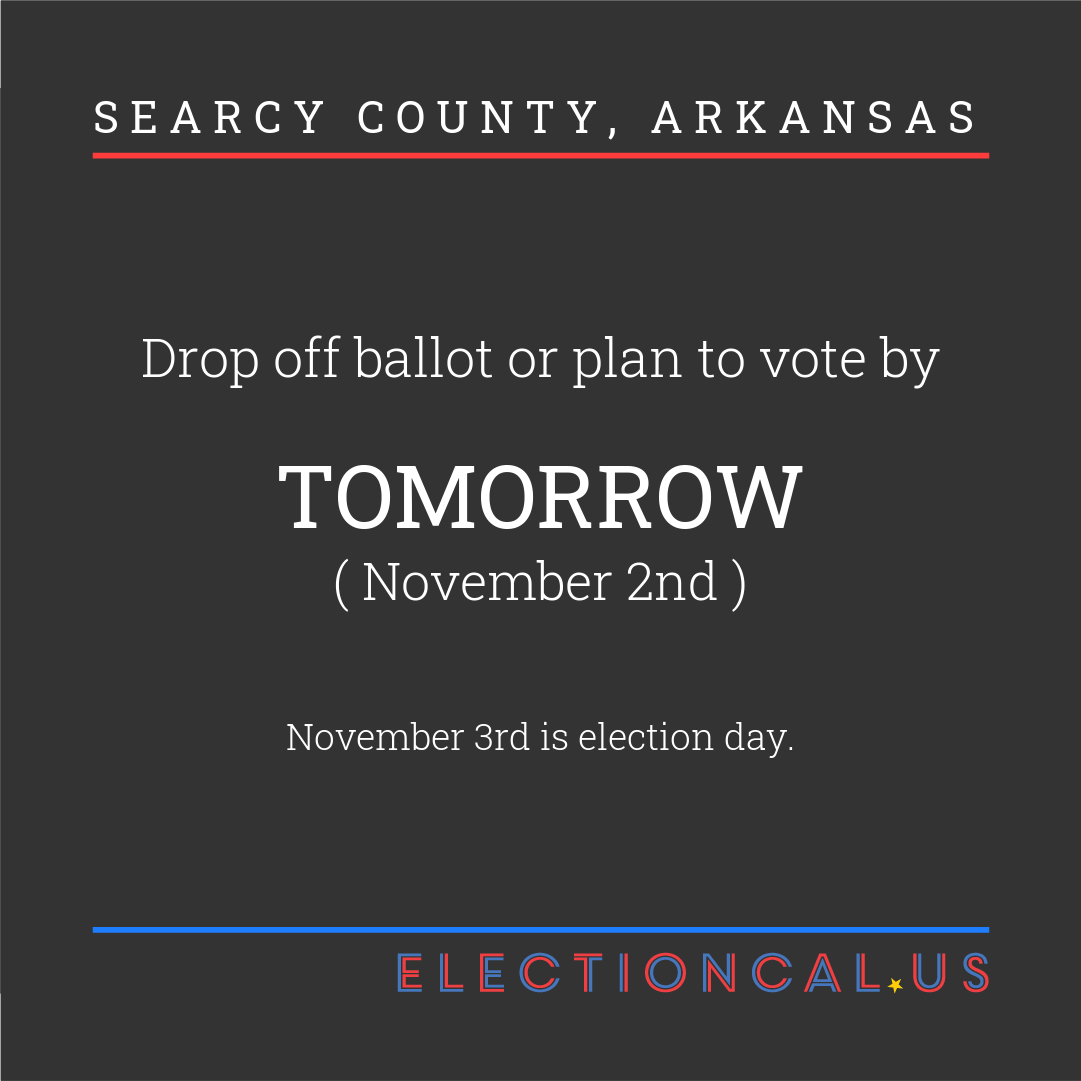 SEARCY COUNTY, ARKANSAS
Drop off ballot or plan to vote by
TOMORROW
( November 2nd )
November 3rd is election day.
ELECTIONCAL.US